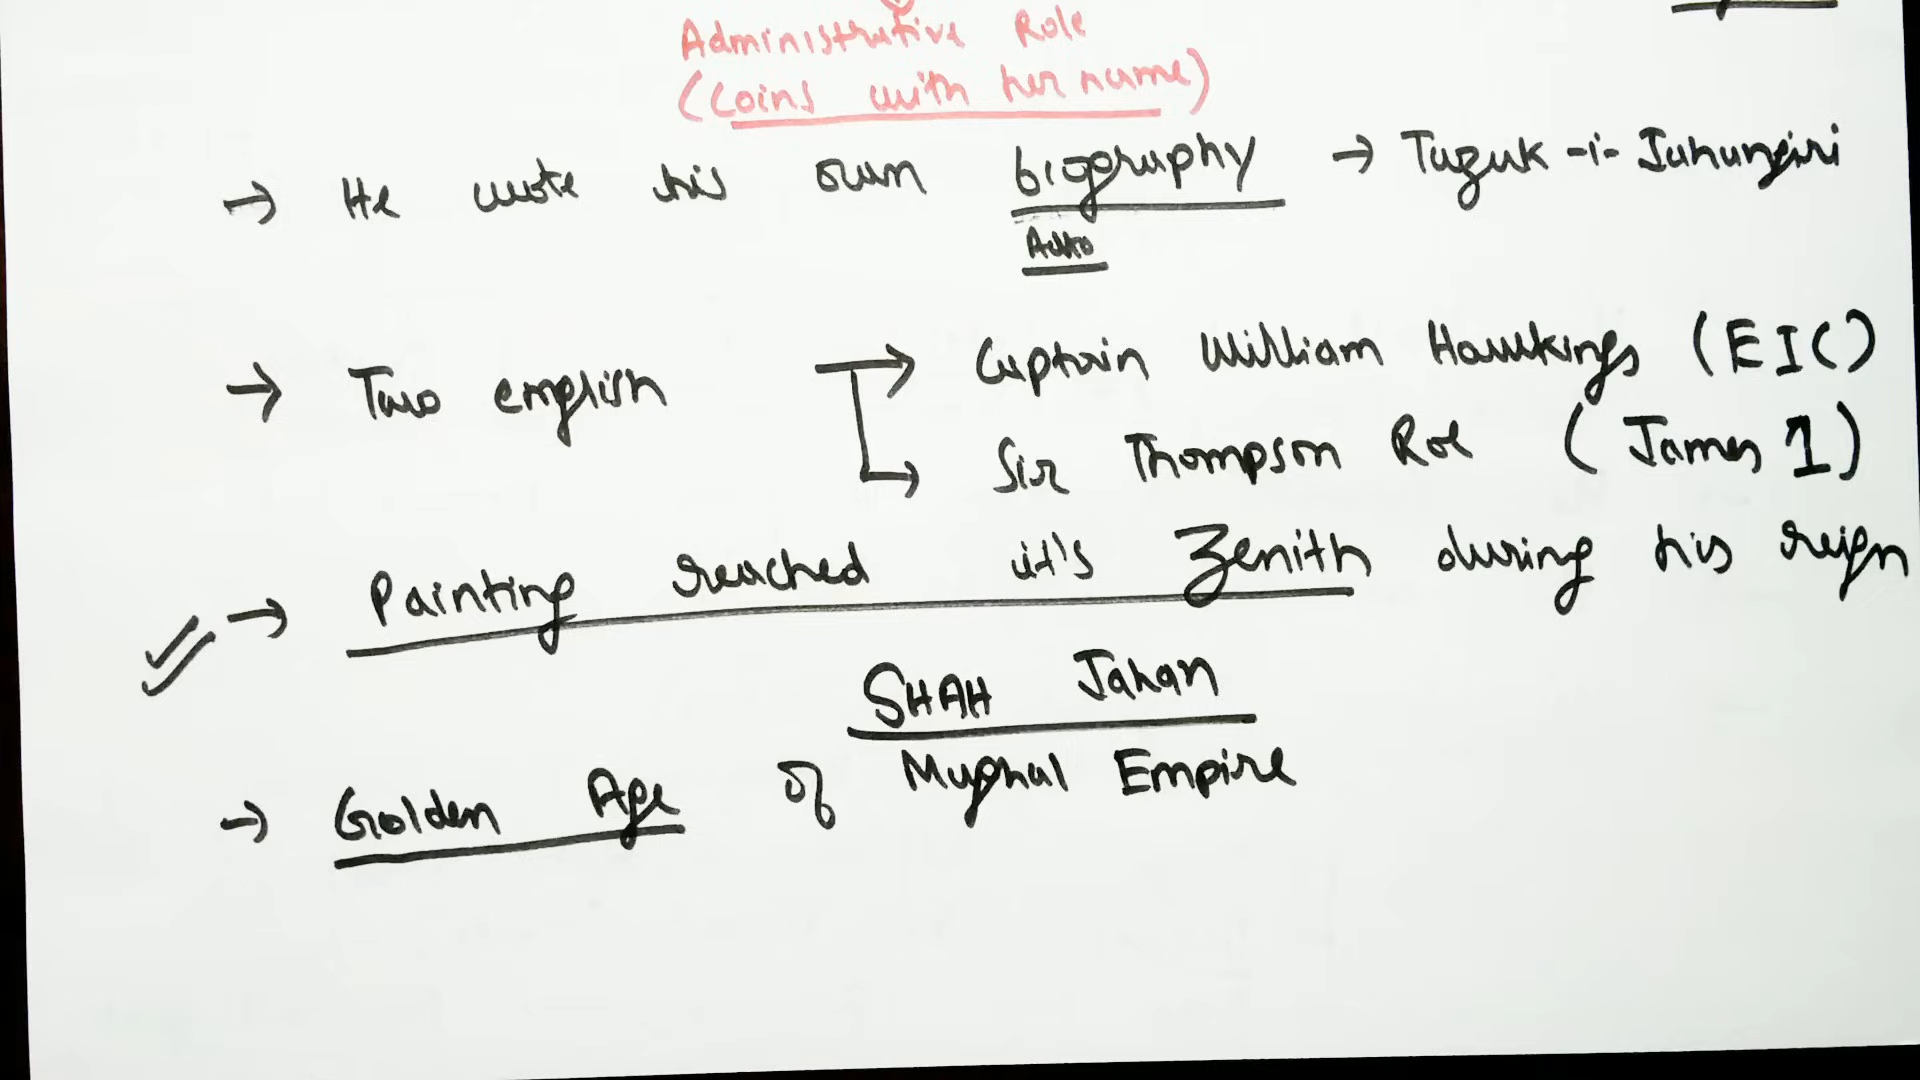 Administrative Role
(Coins with her name)
→ He wrote his own biography → Tuzuk -i- Jahangiri
Auto
→ Two english → Captain William Hawkings (EIC)
→ Sir Thompson Roe (James 1)
→ Painting reached it's Zenith during his reign
SHAH Jahan
→ Golden Age of Mughal Empire